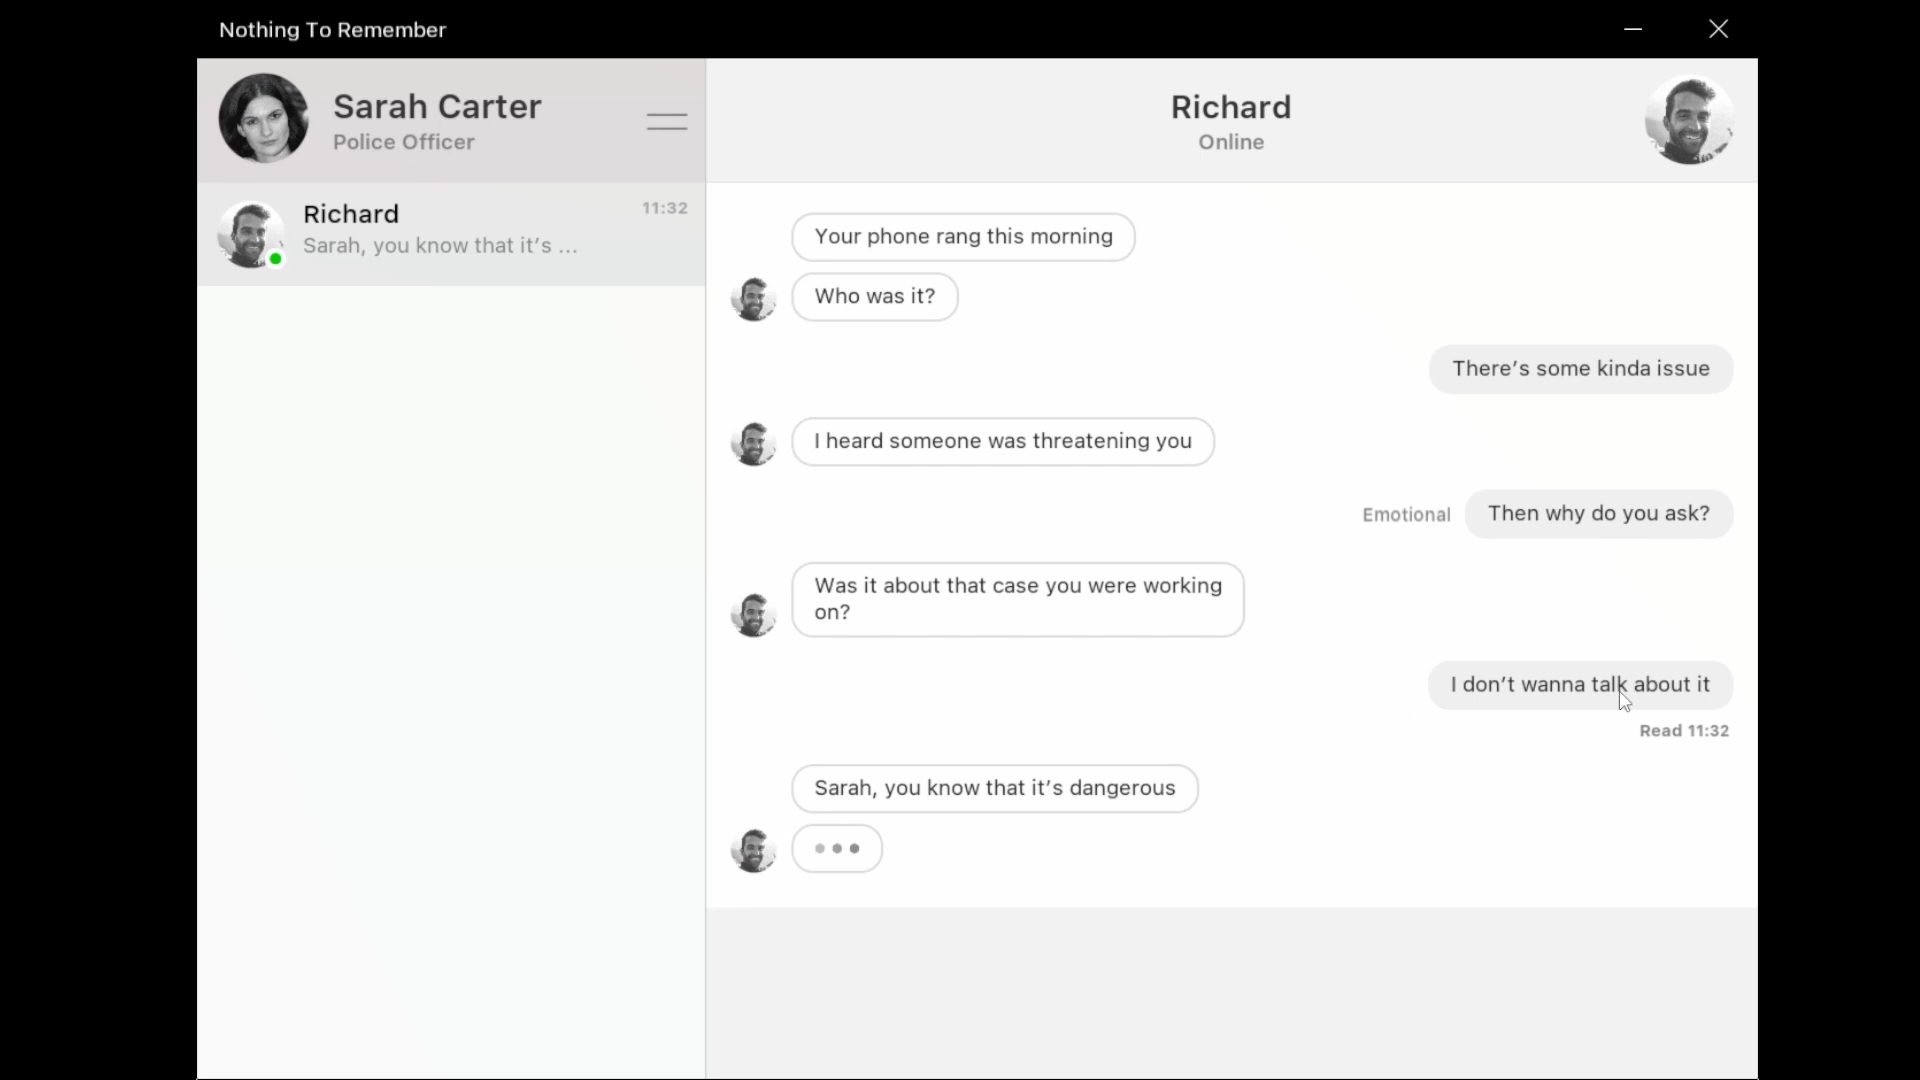 Nothing To Remember
Sarah Carter
Police Officer
Richard
11:32
Sarah, you know that it’s ...
Richard
Online
Your phone rang this morning
Who was it?
There’s some kinda issue
I heard someone was threatening you
Emotional
Then why do you ask?
Was it about that case you were working
on?
I don’t wanna talk about it
Read 11:32
Sarah, you know that it’s dangerous